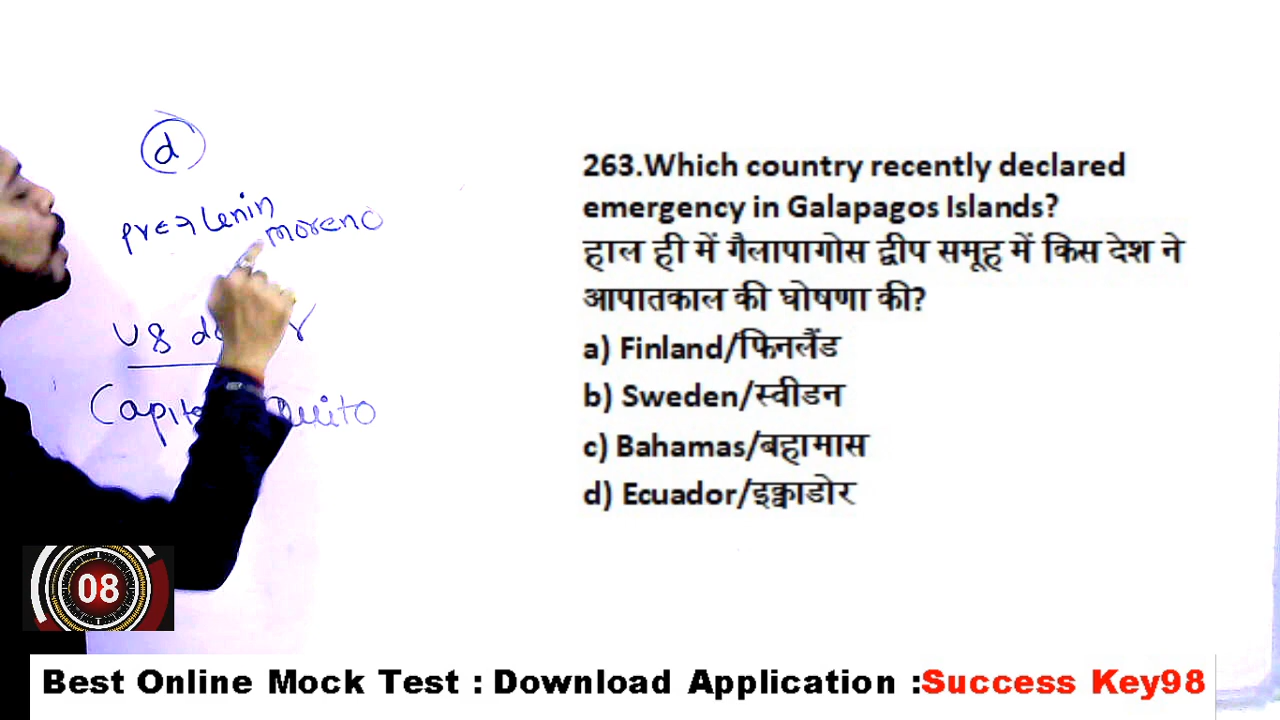 d
pre→ Lenin
moreno
US
Quito
263.Which country recently declared
emergency in Galapagos Islands?
हाल ही में गैलापागोस द्वीप समूह में किस देश ने
आपातकाल की घोषणा की?
a) Finland/फिनलैंड
b) Sweden/स्वीडन
c) Bahamas/बहामास
d) Ecuador/इक्वाडोर
08
Best Online Mock Test : Download Application :Success Key98